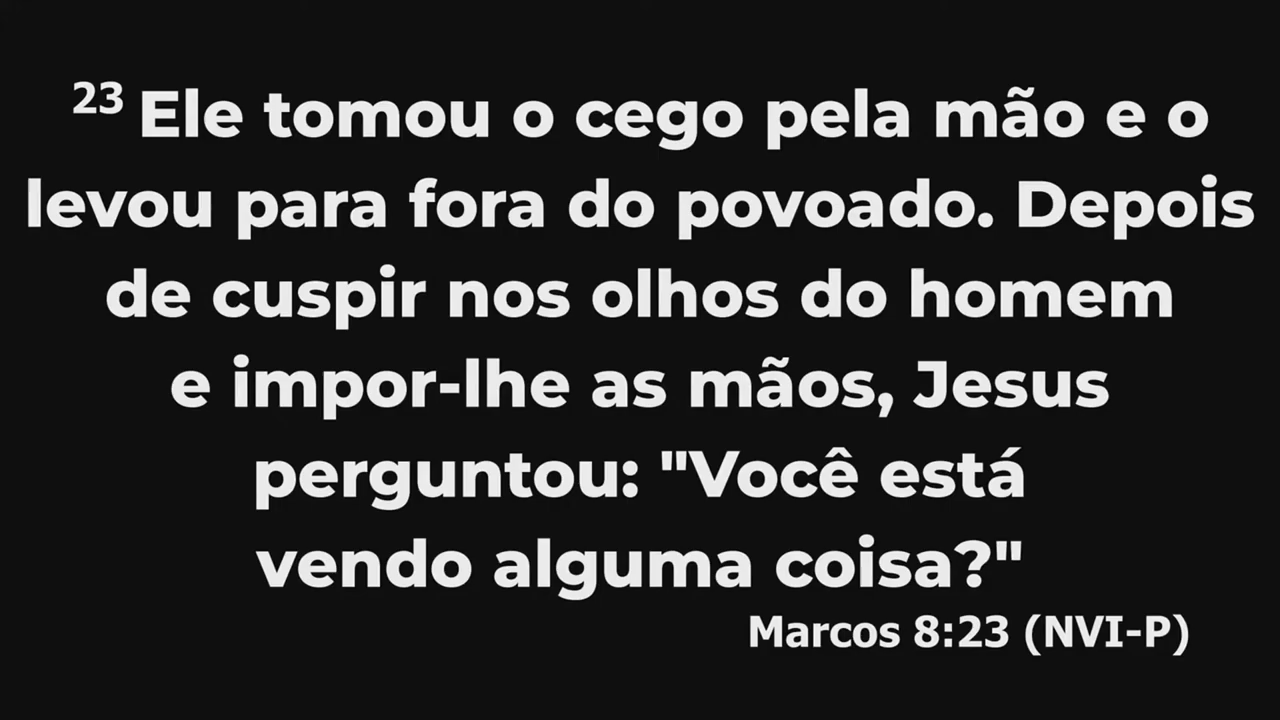 23 Ele tomou o cego pela mão e o
levou para fora do povoado. Depois
de cuspir nos olhos do homem
e impor-lhe as mãos, Jesus
perguntou: "Você está
vendo alguma coisa?"
Marcos 8:23 (NVI-P)